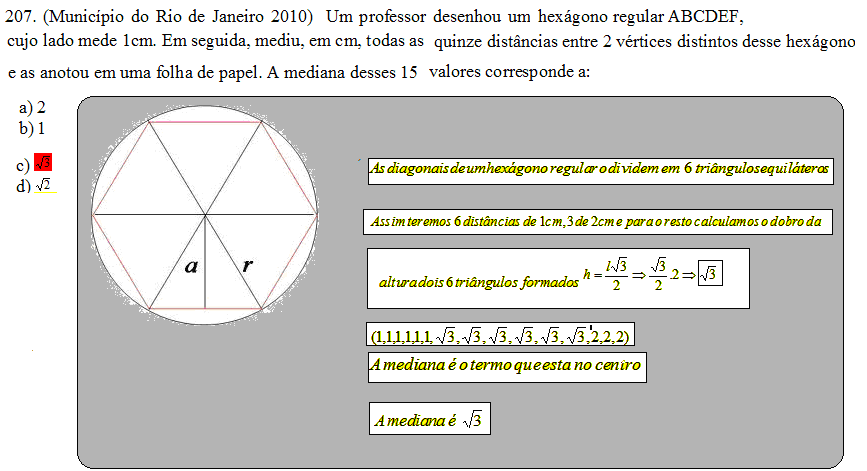 207. (Município do Rio de Janeiro 2010) Um professor desenhou um hexágono regular ABCDEF,
cujo lado mede 1cm. Em seguida, mediu, em cm, todas as quinze distâncias entre 2 vértices distintos desse hexágono
e as anotou em uma folha de papel. A mediana desses 15 valores corresponde a:
a) 2
b) 1
c) √3
d) √2
a r
As diagonais de um hexágono regular o dividem em 6 triângulos equiláteros
Assim teremos 6 distâncias de 1cm, 3 de 2cm e para o resto calculamos o dobro da
altura dois 6 triângulos formados h = l√3/2 ⇒ √3/2 .2 ⇒ √3
(1,1,1,1,1,1, √3, √3, √3, √3, √3, √3, 2,2,2)
A mediana é o termo que esta no centro
A mediana é √3